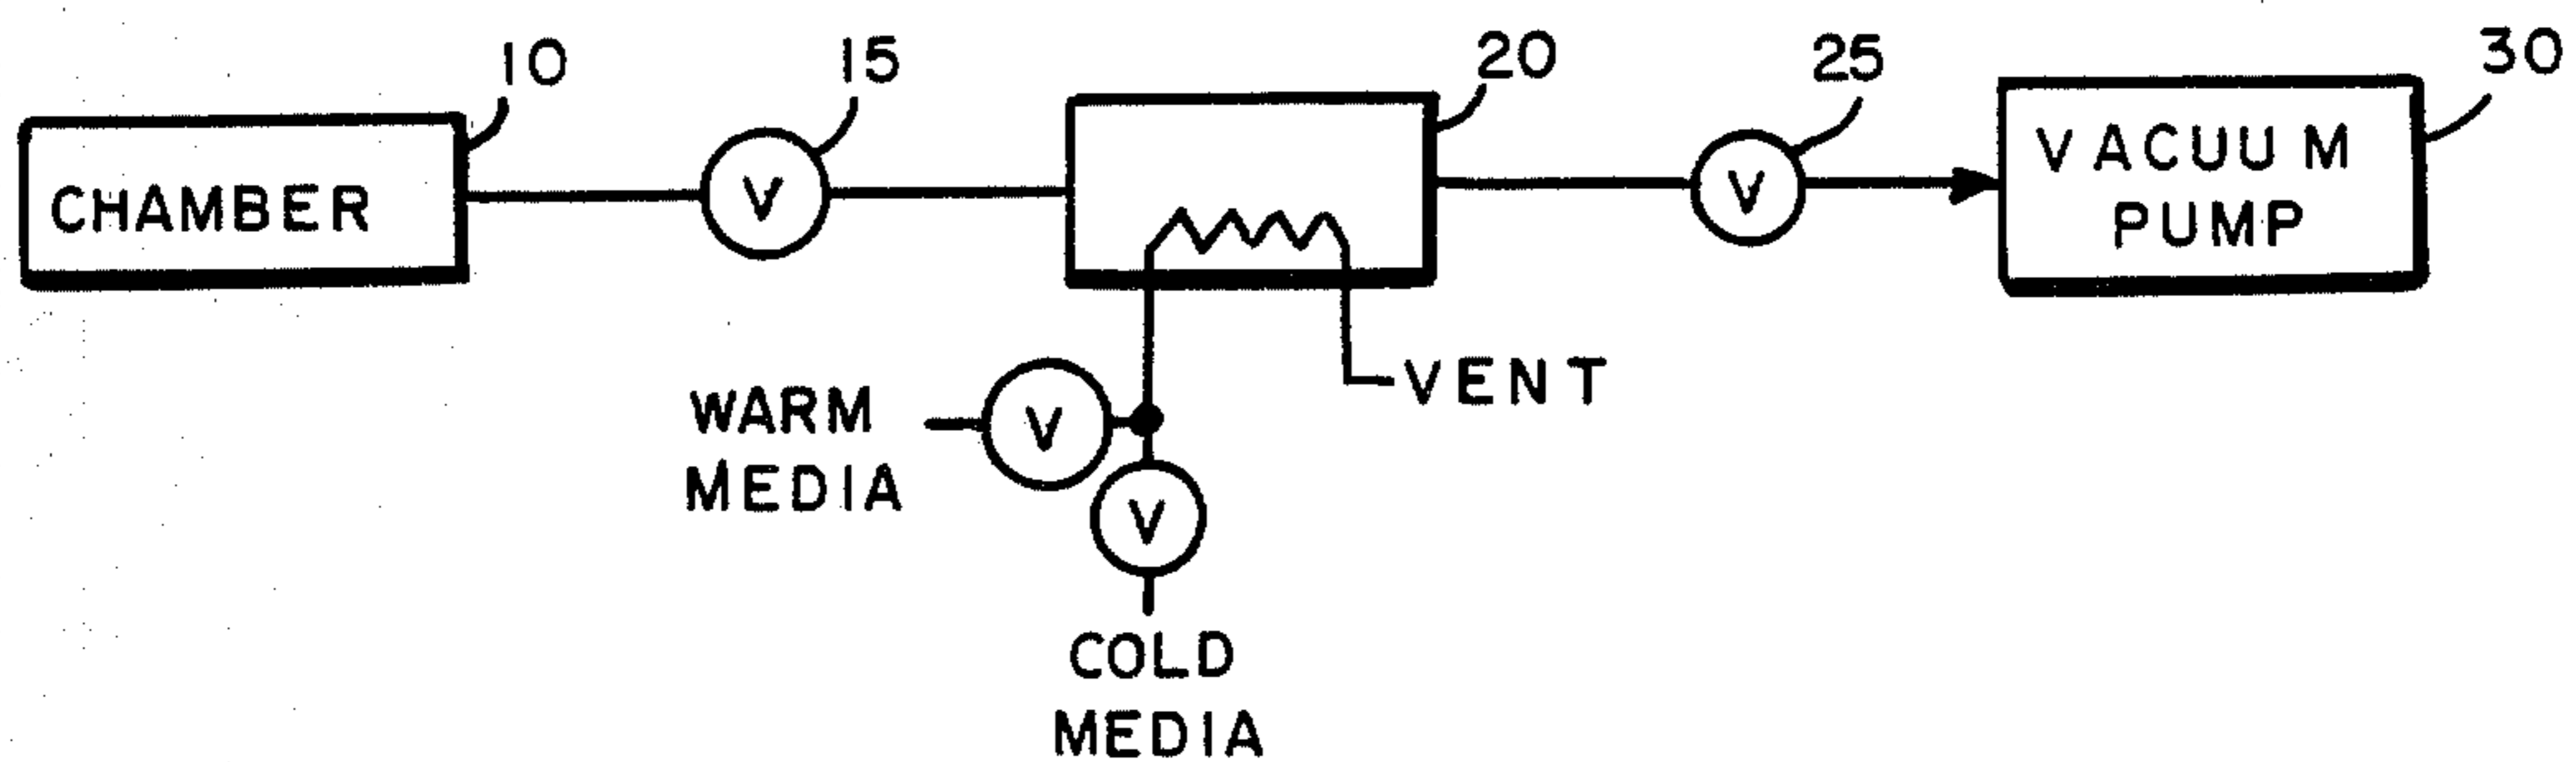 10
15
20
25
30
CHAMBER
V
V
VACUUM
PUMP
VENT
WARM
MEDIA
V
V
COLD
MEDIA